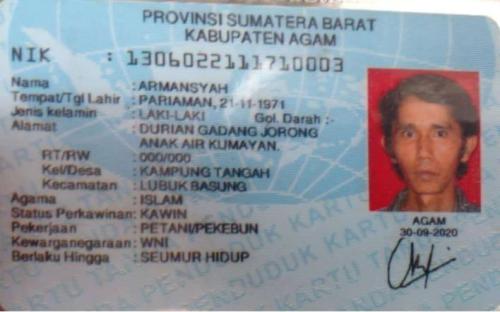 PROVINSI SUMATERA BARAT
KABUPATEN AGAM
NIK : 1306022111710003
Nama : ARMANSYAH
Tempat/Tgl Lahir : PARIAMAN, 21-11-1971
Jenis kelamin : LAKI-LAKI Gol. Darah :-
Alamat : DURIAN GADANG JORONG
ANAK AIR KUMAYAN.
RT/RW : 000/000
Kel/Desa : KAMPUNG TANGAH
Kecamatan : LUBUK BASUNG
Agama : ISLAM
Status Perkawinan: KAWIN
Pekerjaan : PETANI/PEKEBUN
Kewarganegaraan: WNI
Berlaku Hingga : SEUMUR HIDUP
AGAM
30-09-2020